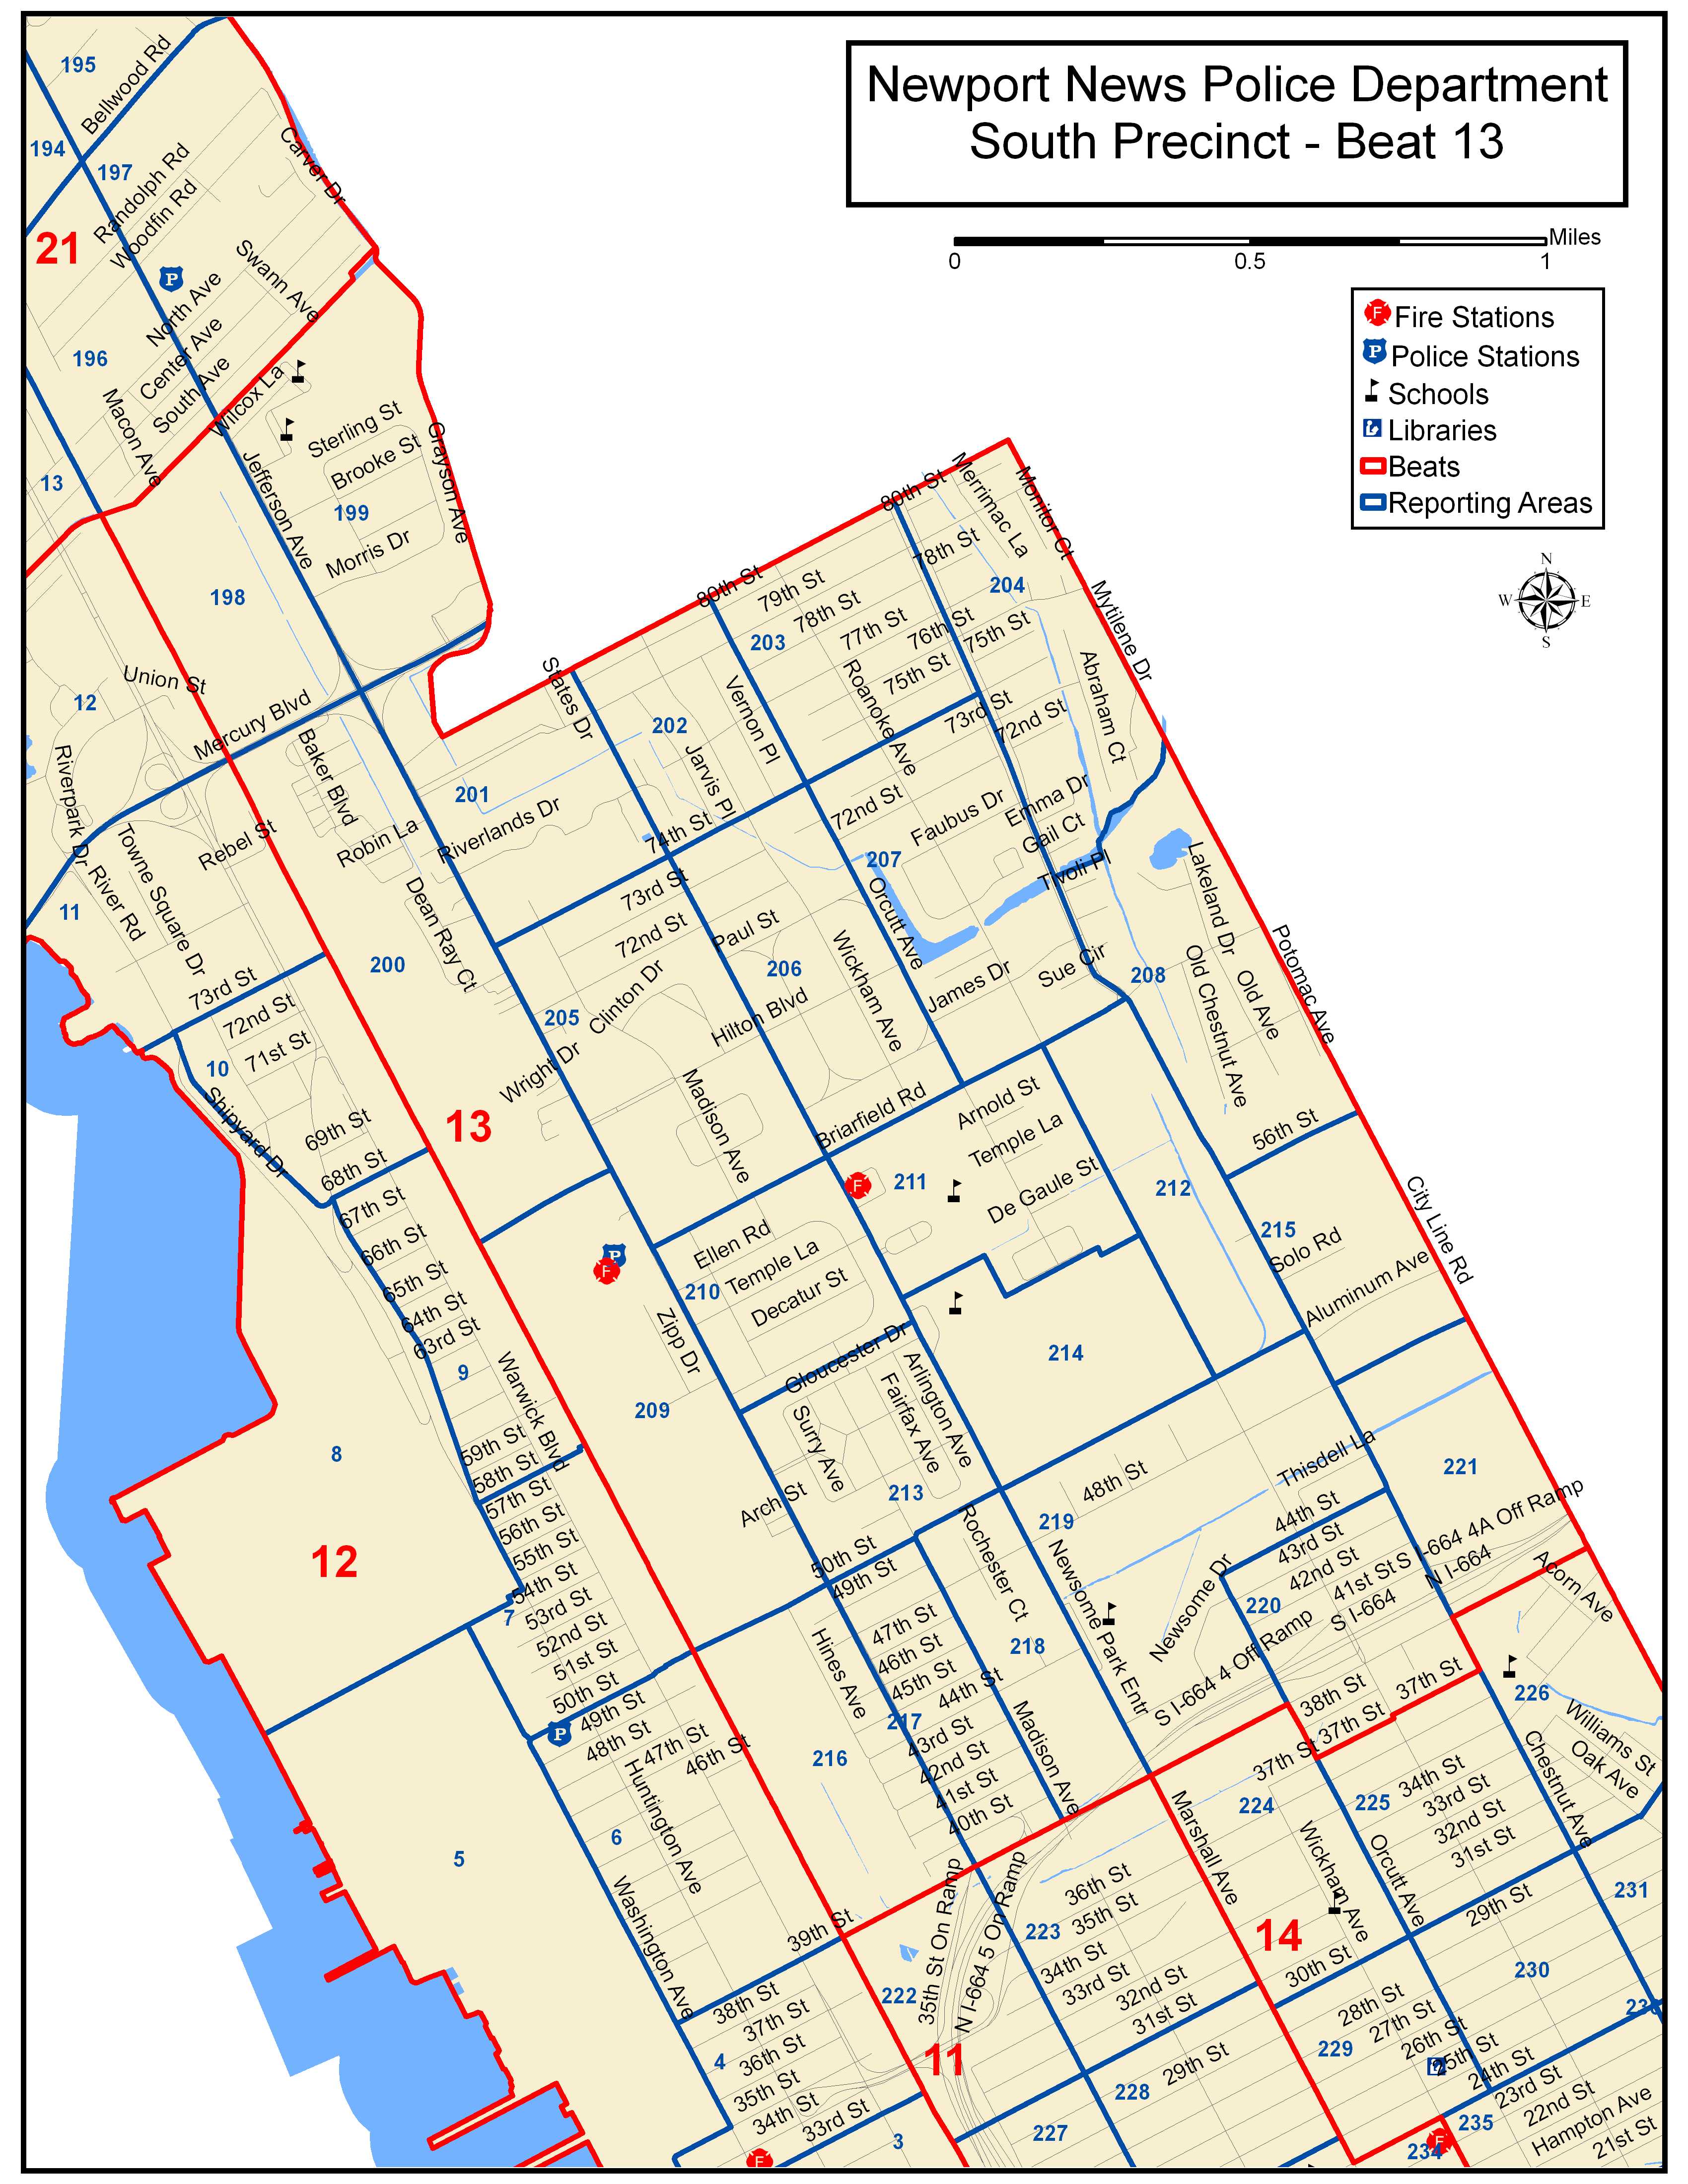 Newport News Police Department
South Precinct - Beat 13
Miles
0
0.5
1
Fire Stations
Police Stations
Schools
Libraries
Beats
Reporting Areas
N
W
E
S
195
Bellwood Rd
194
197
Randolph Rd
Woodfin Rd
Carver Dr
21
P
Swann Ave
North Ave
Center Ave
South Ave
196
Macon Ave
Wilcox La
13
Sterling St
Brooke St
Grayson Ave
Jefferson Ave
199
Morris Dr
198
80th St
Merrimac La
Monitor Ct
78th St
80th St
79th St
78th St
204
Mytilene Dr
203
77th St
76th St
75th St
75th St
Abraham Ct
Union St
12
Mercury Blvd
States Dr
202
Vernon Pl
Roanoke Ave
73rd St
72nd St
Riverpark Dr
Baker Blvd
Jarvis Pl
201
Riverlands Dr
74th St
72nd St
Faubus Dr
Emma Dr
Gail Ct
Tivoli Pl
Towne Square Dr
Rebel St
Robin La
River Rd
11
207
Orcutt Ave
Lakeland Dr
Dean Ray Ct
73rd St
72nd St
Paul St
Wickham Ave
200
206
James Dr
Sue Cir
208
Old Ave
Old Chestnut Ave
Potomac Ave
73rd St
72nd St
71st St
205
Clinton Dr
Hilton Blvd
10
Wright Dr
Shipyard Dr
13
Madison Ave
Briarfield Rd
Arnold St
Temple La
56th St
69th St
68th St
67th St
66th St
65th St
64th St
63rd St
F
211
De Gaule St
212
City Line Rd
215
Solo Rd
Aluminum Ave
Ellen Rd
Temple La
Decatur St
P
F
210
Zipp Dr
Gloucester Dr
214
9
Warwick Blvd
209
Arlington Ave
Fairfax Ave
Surry Ave
59th St
58th St
57th St
56th St
55th St
54th St
53rd St
52nd St
51st St
50th St
8
12
7
Arch St
213
48th St
Thisdell La
221
219
44th St
43rd St
42nd St
41st St
S I-664 4A Off Ramp
N I-664
S I-664
Acorn Ave
50th St
49th St
Rochester Ct
Newsome Park Entr
Newsome Dr
220
S I-664 4 Off Ramp
Hines Ave
47th St
46th St
45th St
44th St
218
217
43rd St
42nd St
41st St
40th St
Madison Ave
38th St
37th St
37th St
226
P
49th St
48th St
47th St
46th St
216
37th St
Williams St
Oak Ave
Chestnut Ave
Huntington Ave
6
5
Washington Ave
Marshall Ave
224
225
34th St
33rd St
32nd St
31st St
Wickham Ave
Orcutt Ave
39th St
35th St On Ramp
N I-664 5 On Ramp
36th St
35th St
223
34th St
33rd St
32nd St
31st St
14
29th St
231
30th St
230
38th St
37th St
36th St
35th St
34th St
33rd St
222
4
11
28th St
27th St
26th St
25th St
24th St
23rd St
22nd St
Hampton Ave
21st St
229
29th St
228
227
3
235
234
F
F